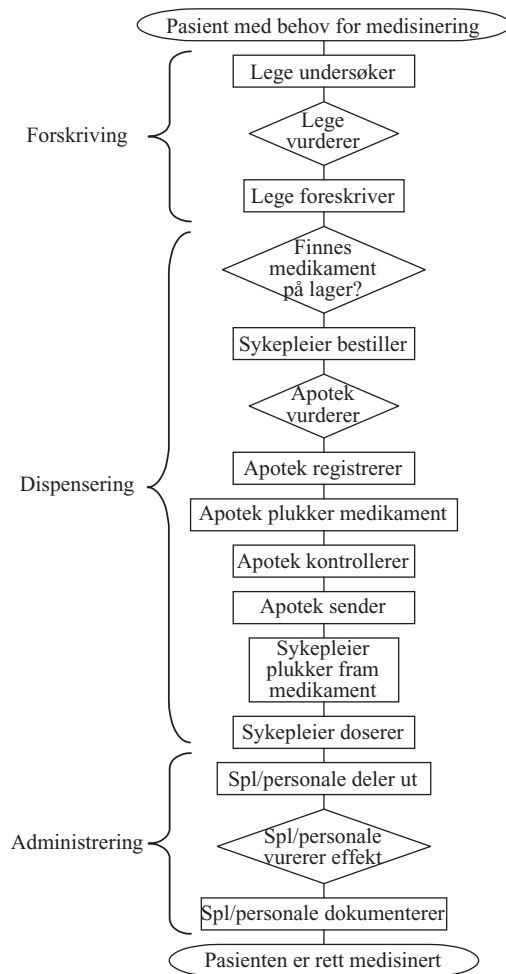 Pasient med behov for medisinering
Lege undersøker
Forskriving
Lege
vurderer
Lege foreskriver
Finnes
medikament
på lager?
Sykepleier bestiller
Apotek
vurderer
Apotek registrerer
Dispensering
Apotek plukker medikament
Apotek kontrollerer
Apotek sender
Sykepleier
plukker fram
medikament
Sykepleier doserer
Spl/personale deler ut
Administrering
Spl/personale
vurerer effekt
Spl/personale dokumenterer
Pasienten er rett medisinert